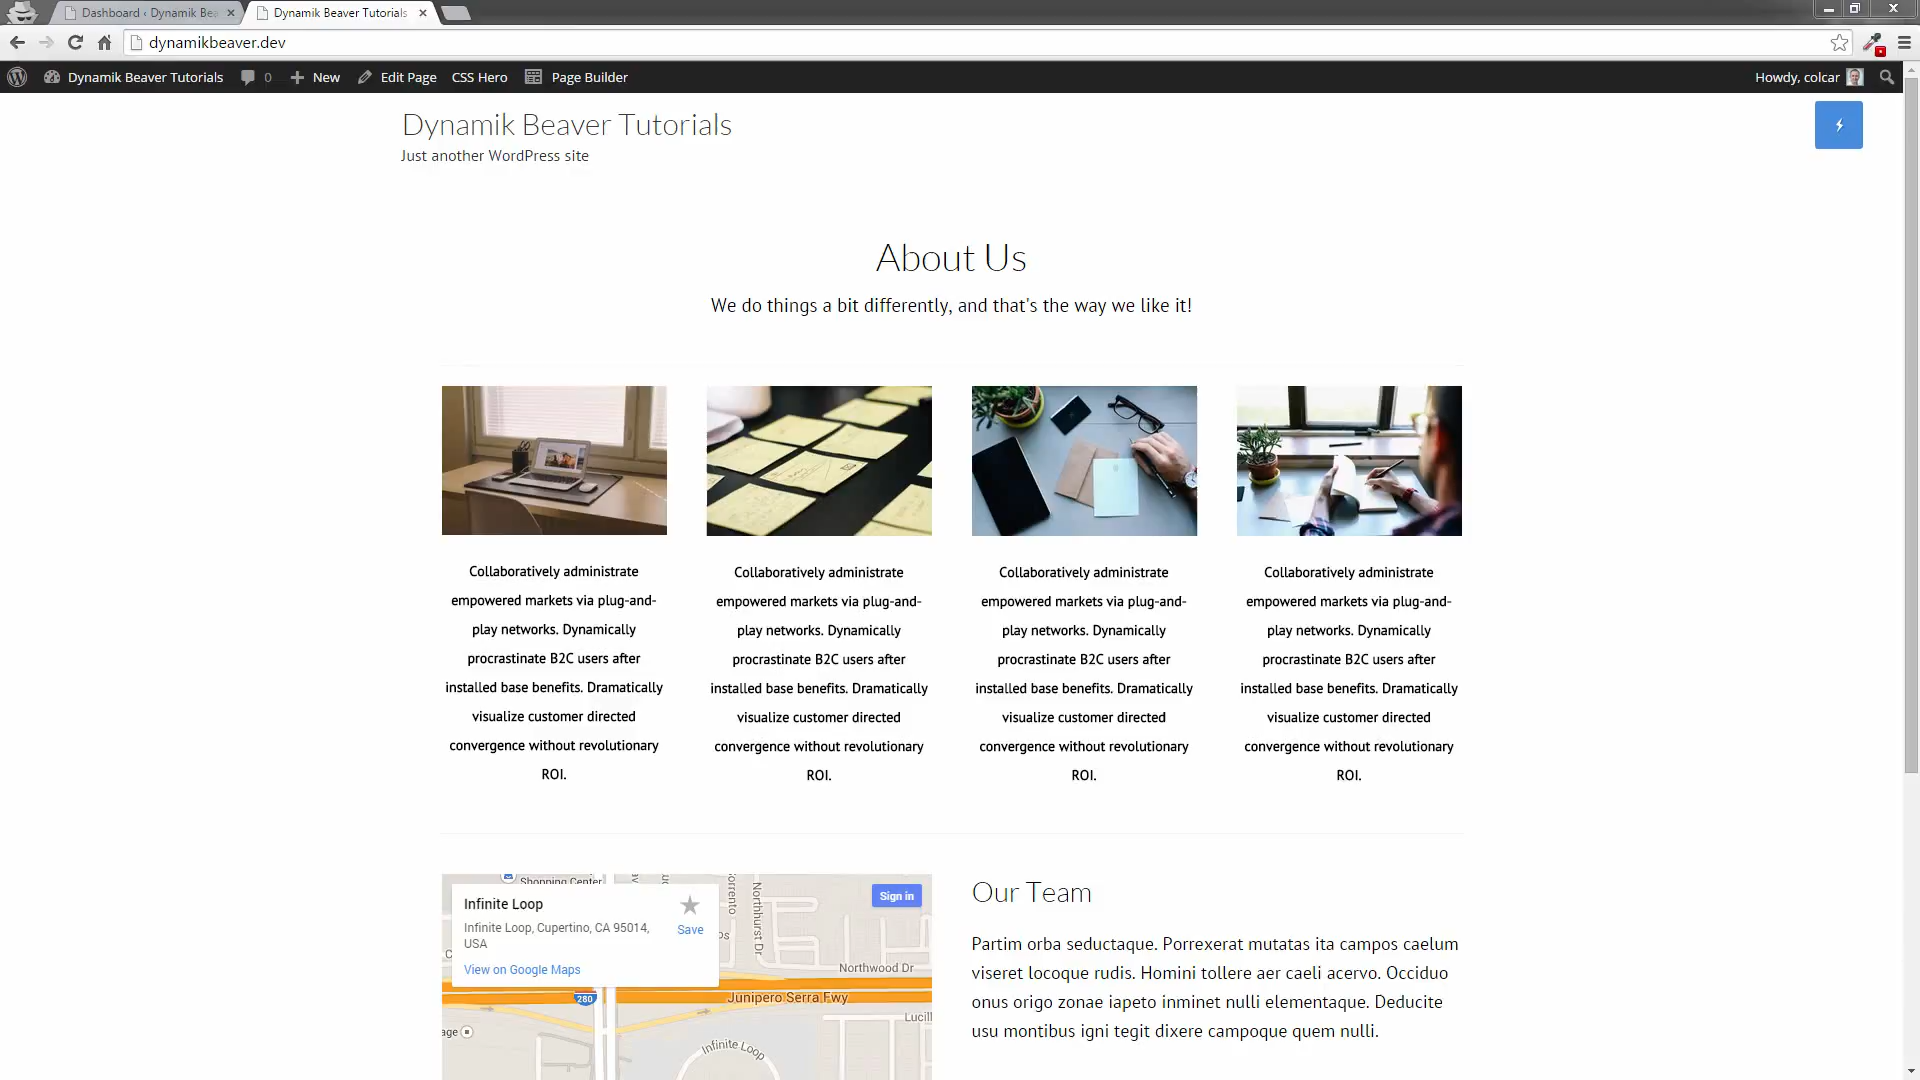 Dashboard ‹ Dynamik Bea
Dynamik Beaver Tutorials
dynamikbeaver.dev
Dynamik Beaver Tutorials 0 New Edit Page CSS Hero Page Builder Howdy, colcar
Dynamik Beaver Tutorials
Just another WordPress site
About Us
We do things a bit differently, and that's the way we like it!
Collaboratively administrate
empowered markets via plug-and-
play networks. Dynamically
procrastinate B2C users after
installed base benefits. Dramatically
visualize customer directed
convergence without revolutionary
ROI.
Collaboratively administrate
empowered markets via plug-and-
play networks. Dynamically
procrastinate B2C users after
installed base benefits. Dramatically
visualize customer directed
convergence without revolutionary
ROI.
Collaboratively administrate
empowered markets via plug-and-
play networks. Dynamically
procrastinate B2C users after
installed base benefits. Dramatically
visualize customer directed
convergence without revolutionary
ROI.
Collaboratively administrate
empowered markets via plug-and-
play networks. Dynamically
procrastinate B2C users after
installed base benefits. Dramatically
visualize customer directed
convergence without revolutionary
ROI.
Shopping Center
Infinite Loop
Infinite Loop, Cupertino, CA 95014,
USA
Save
View on Google Maps
Sign in
Northhurst Dr
Northwood Dr
280
Junipero Serra Fwy
Infinite Loop
Our Team
Partim orba seductaque. Porrexerat mutatas ita campos caelum
viseret locoque rudis. Homini tollere aer caeli acervo. Occiduo
onus origo zonae iapeto inminet nulli elementaque. Deducite
usu montibus igni tegit dixere campoque quem nulli.